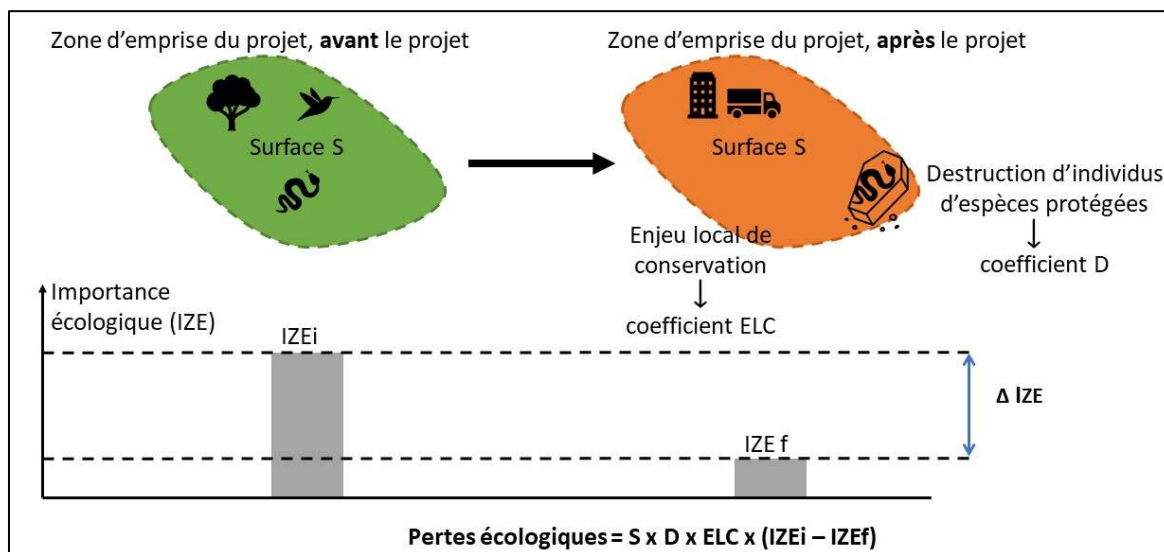 Zone d'emprise du projet, avant le projet
Zone d'emprise du projet, après le projet
Surface S
Surface S
Destruction d'individus
d'espèces protégées
coefficient D
Enjeu local de
conservation
coefficient ELC
Importance
écologique (IZE)
IZEi
Δ IZE
IZE f
Pertes écologiques = S x D x ELC x (IZEi – IZEf)